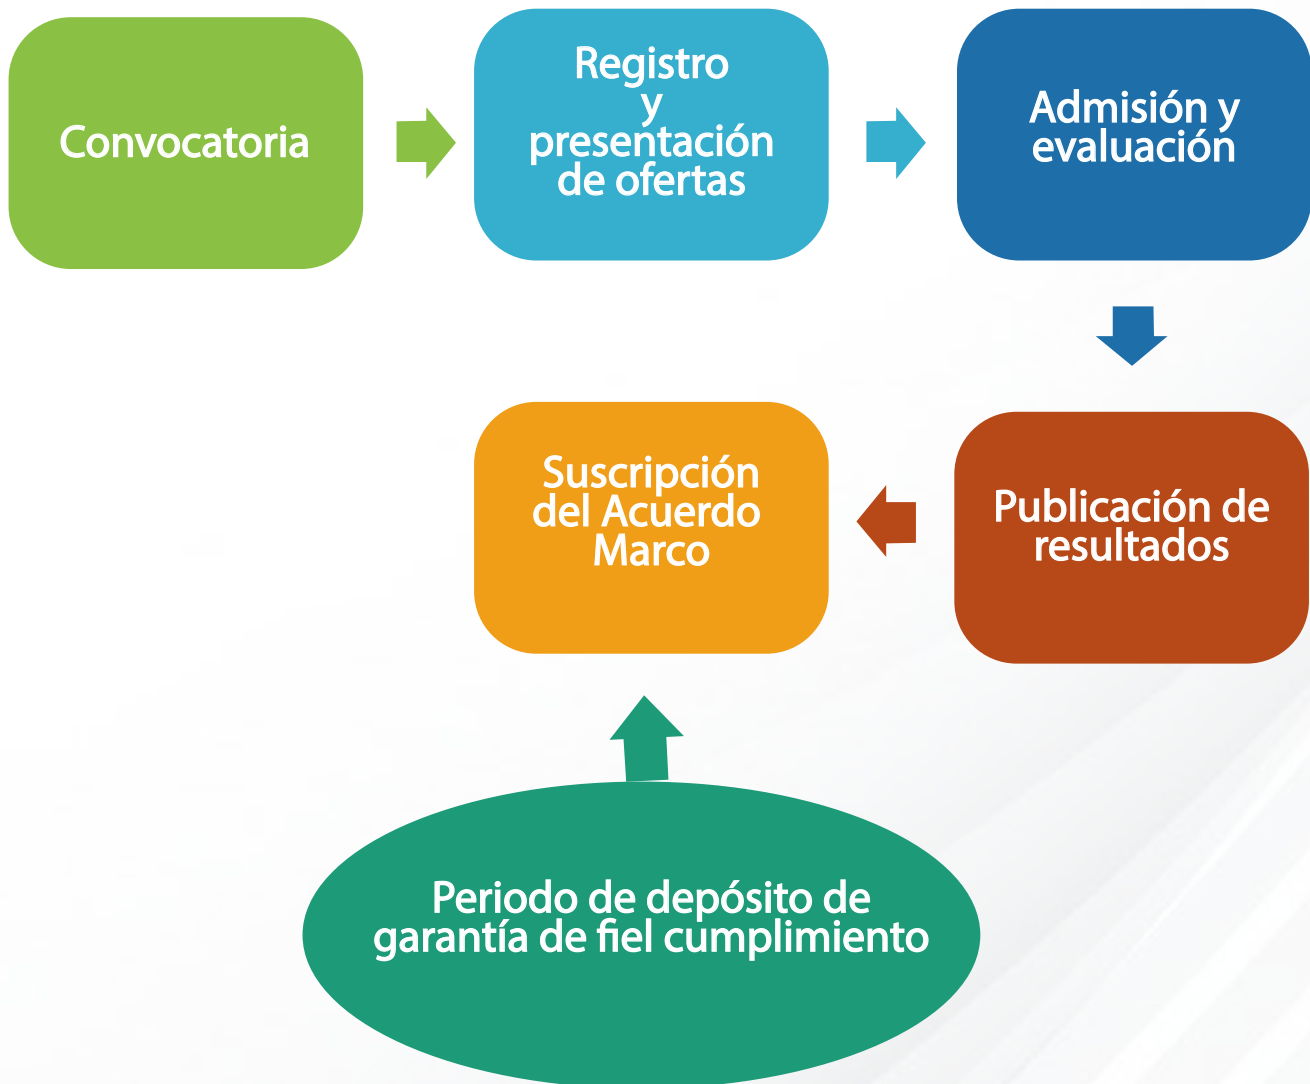 Convocatoria
Registro
y
presentación
de ofertas
Admisión y
evaluación
Publicación de
resultados
Suscripción
del Acuerdo
Marco
Periodo de depósito de
garantía de fiel cumplimiento